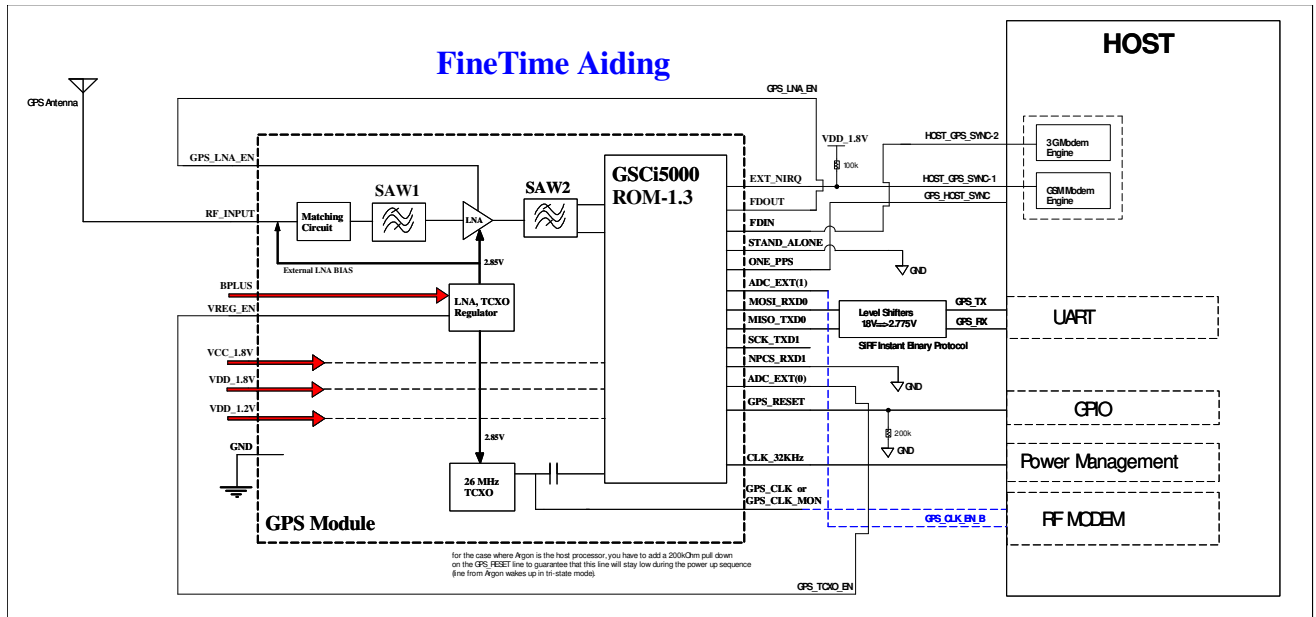 FineTime Aiding
HOST
GPS Antenna
GPS_LNA_EN
VDD_1.8V
100k
HOST_GPS_SYNC-2
3G Modem
Engine
GPS_LNA_EN
GSCi5000
ROM-1.3
EXT_NIRQ
HOST_GPS_SYNC-1
GSM Modem
Engine
SAW1
SAW2
FDOUT
GPS_HOST_SYNC
RF_INPUT
Matching
Circuit
LNA
FDIN
STAND_ALONE
GND
ONE_PPS
External LNA BIAS
2.85V
BPLUS
LNA, TCXO
Regulator
ADC_EXT(1)
VREG_EN
MOSI_RXD0
Level Shifters
1.8V==>2.775V
GPS_TX
UART
MISO_TXD0
GPS_RX
SiRF Instant Binary Protocol
SCK_TXD1
VCC_1.8V
NPCS_RXD1
GND
VDD_1.8V
ADC_EXT(0)
VDD_1.2V
GPS_RESET
GPIO
200k
GND
2.85V
GND
CLK_32KHz
Power Management
26 MHz
TCXO
GPS_CLK or
GPS_CLK_MON
RF MODEM
GPS_CLK_EN_B
GPS Module
for the case where Argon is the host processor, you have to add a 200kOhm pull down
on the GPS_RESET line to guarantee that this line will stay low during the power up sequence
(line from Argon wakes up in tri-state mode).
GPS_TCXO_EN